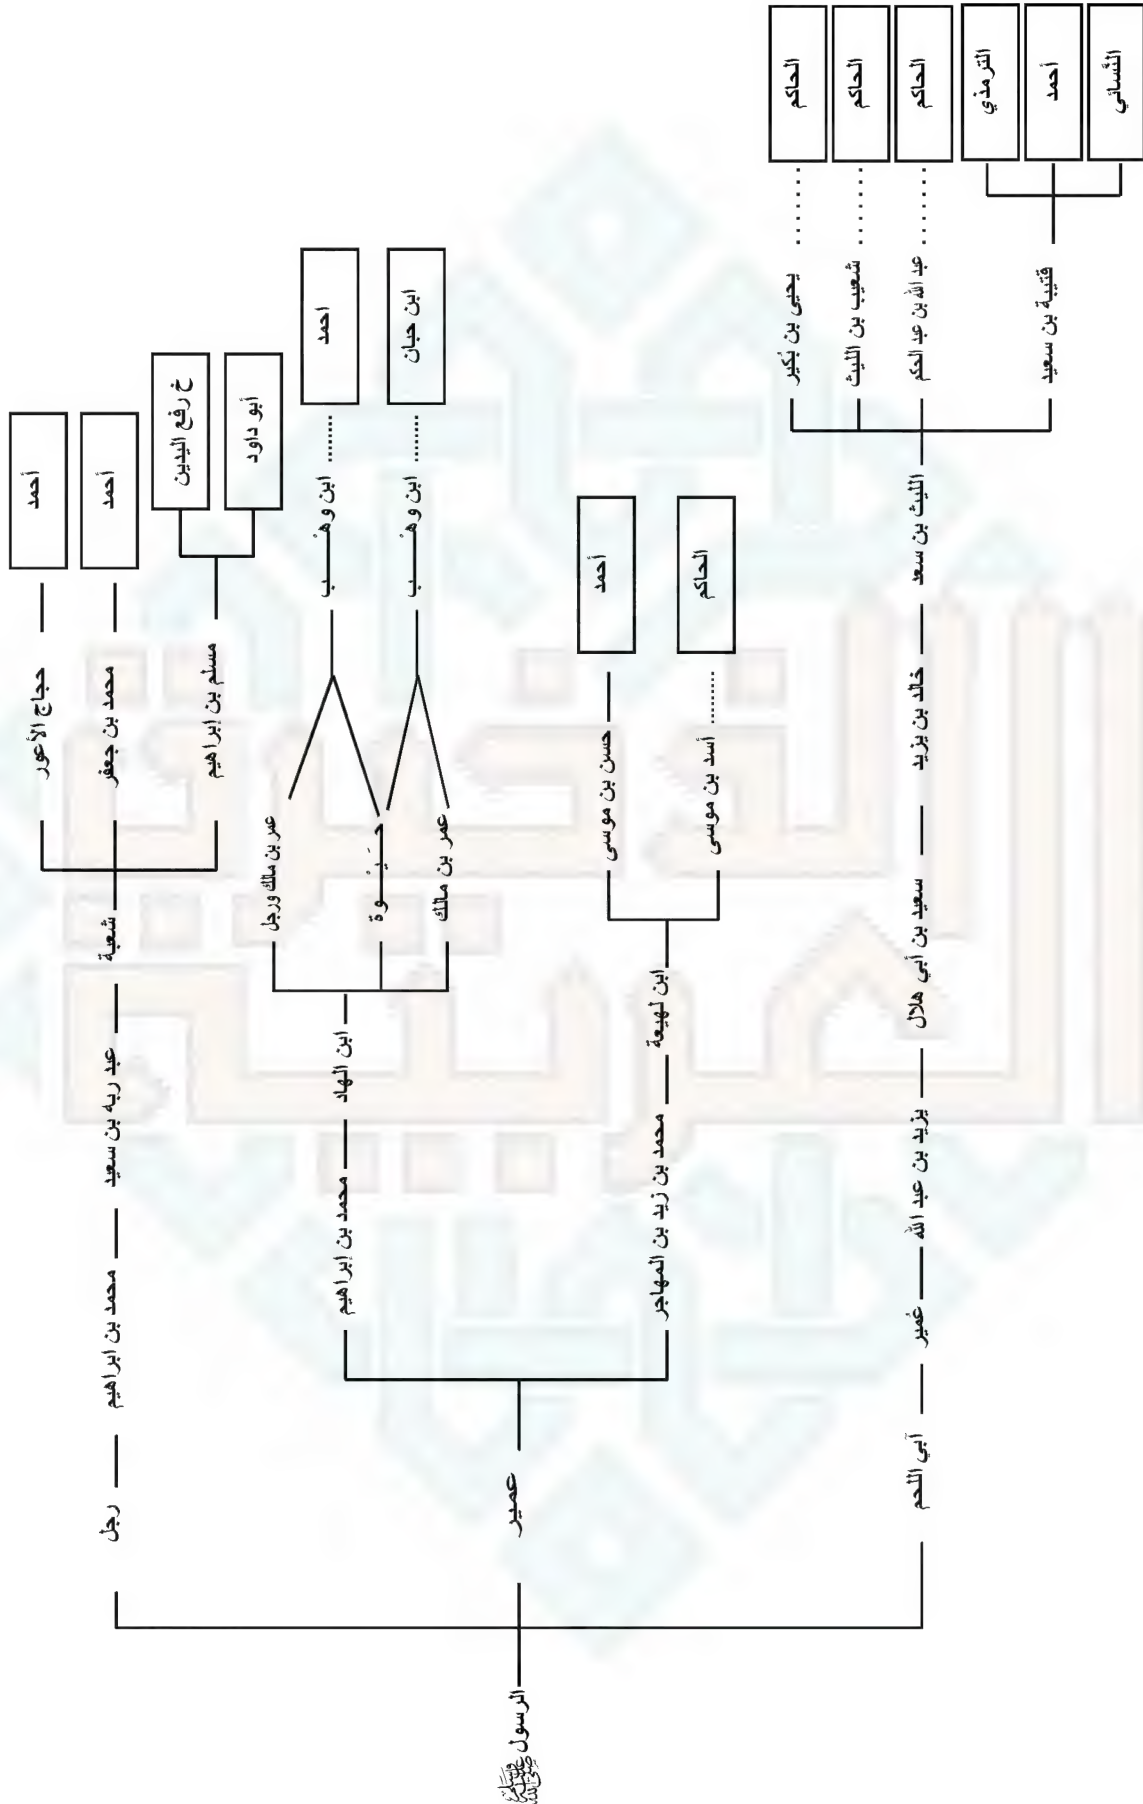 الرسول ﷺ
رجل
محمد بن ابراهيم
عبد ربه بن سعيد
شعبة
حجاج الأعور
أحمد
محمد بن جعفر
أحمد
مسلم بن إبراهيم
خ رفع اليدين
أبو داود
عمير
محمد بن إبراهيم
ابن الهاد
عمر بن مالك ورجل
حيوة
عمر بن مالك
ابن وهب
احمد
ابن وهب
ابن حبان
محمد بن زيد بن المهاجر
ابن لهيعة
حسن بن موسى
أحمد
أسد بن موسى
الحاكم
آبي اللحم
عمير
يزيد بن عبد الله
سعيد بن أبي هلال
خالد بن يزيد
الليث بن سعد
يحيى بن بكير
الحاكم
شعيب بن الليث
الحاكم
عبد الله بن عبد الحكم
الحاكم
قتيبة بن سعيد
الترمذي
أحمد
النسائي